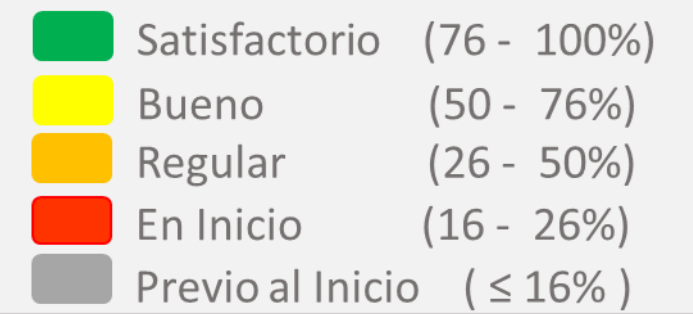 Satisfactorio (76 - 100%)
Bueno (50 - 76%)
Regular (26 - 50%)
En Inicio (16 - 26%)
Previo al Inicio ( ≤ 16% )